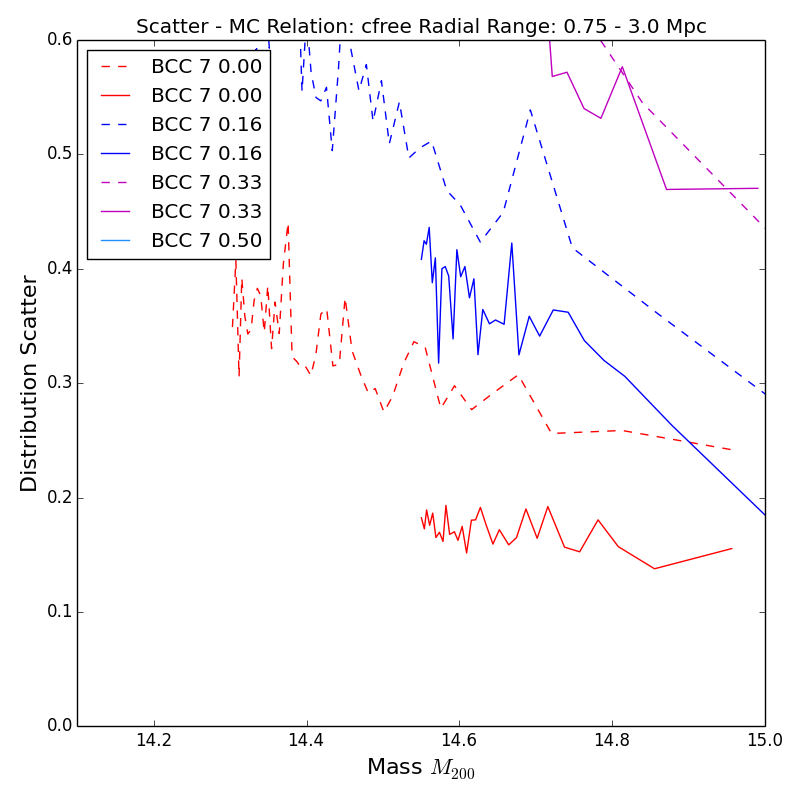 Scatter - MC Relation: cfree Radial Range: 0.75 - 3.0 Mpc
0.6
0.5
0.4
0.3
0.2
0.1
0.0
Distribution Scatter
BCC 7 0.00
BCC 7 0.00
BCC 7 0.16
BCC 7 0.16
BCC 7 0.33
BCC 7 0.33
BCC 7 0.50
14.2 14.4 14.6 14.8 15.0
Mass $M_{200}$